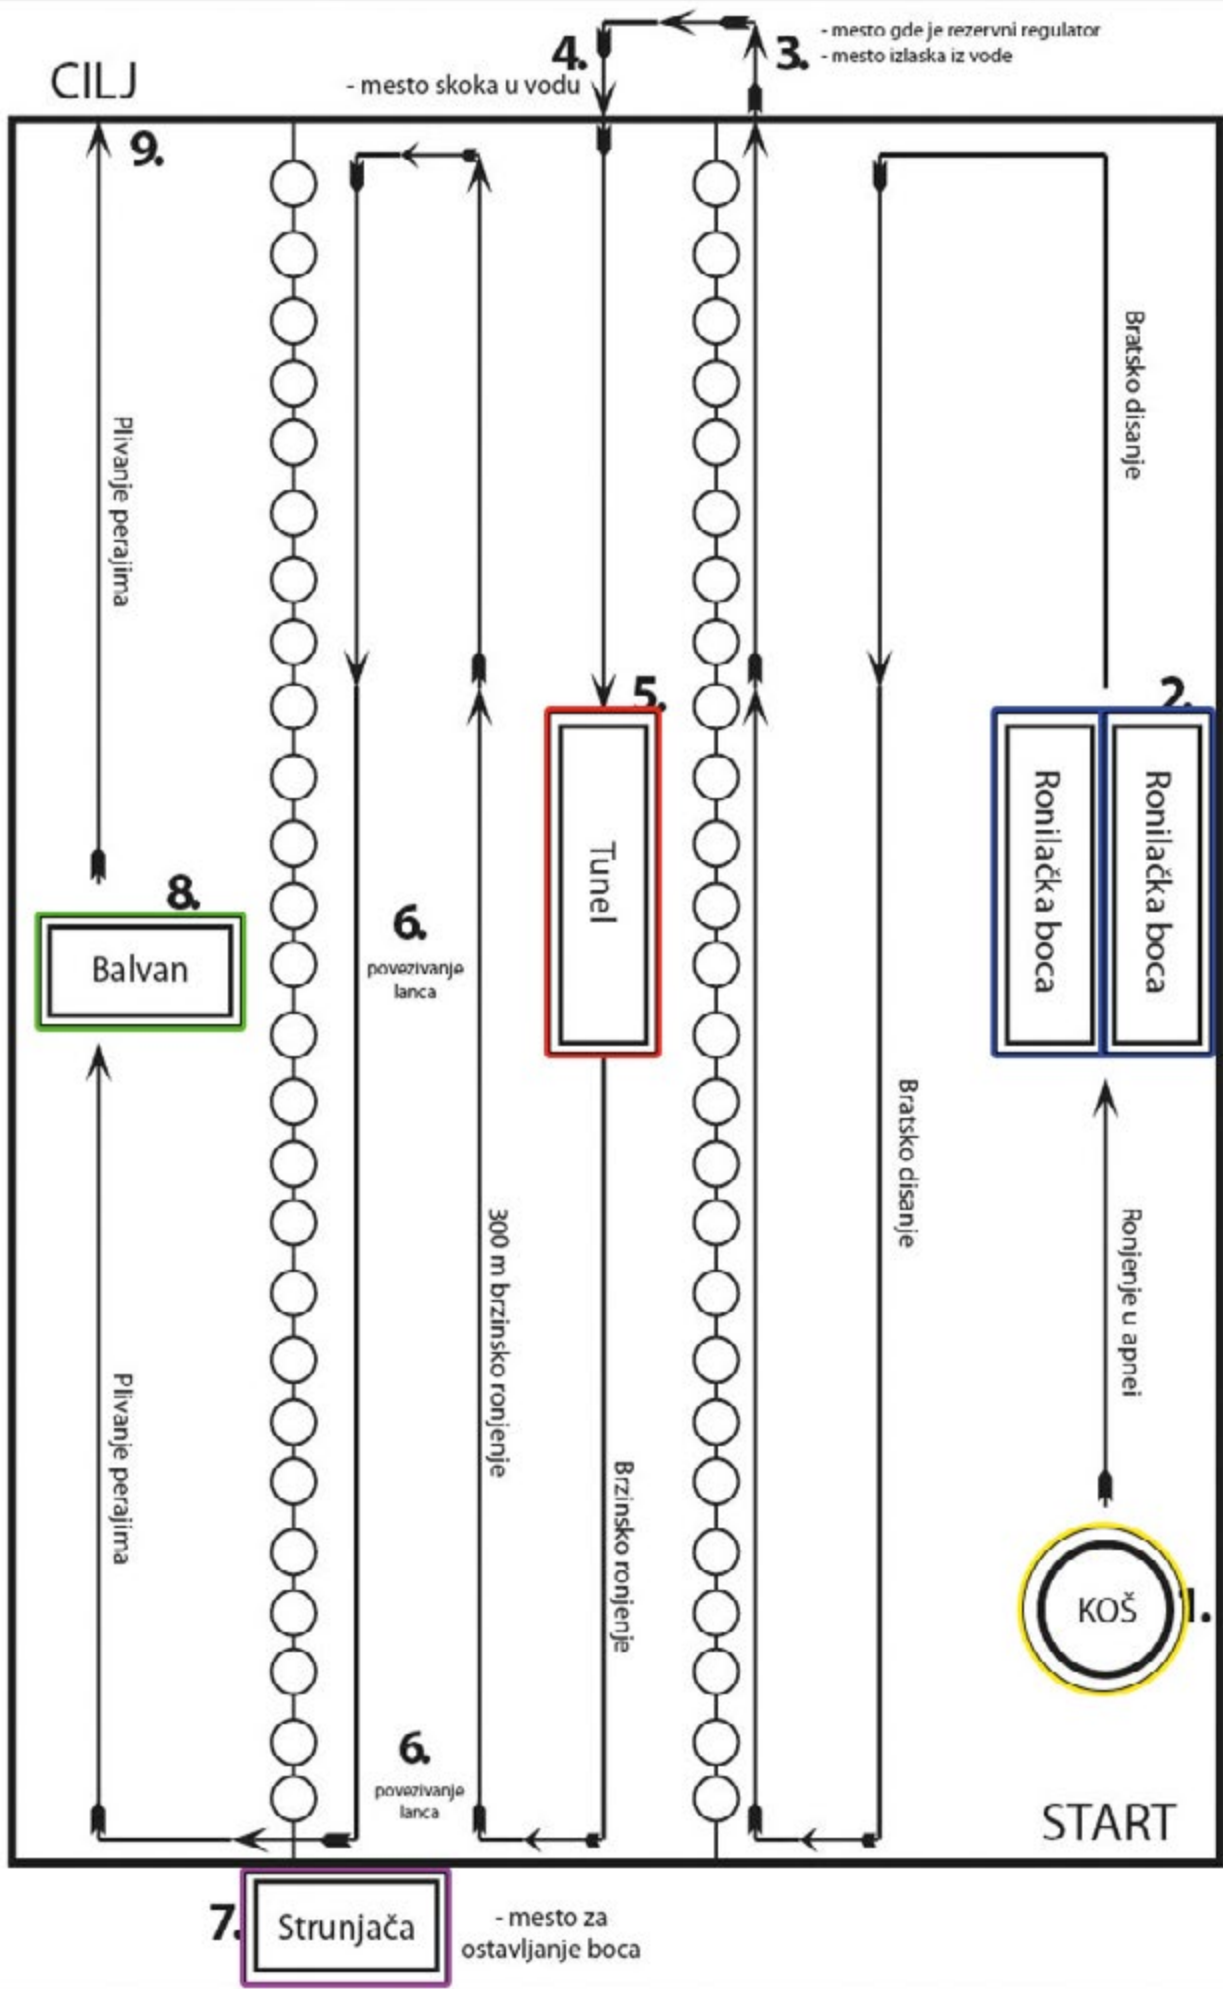 CILJ
4.
- mesto skoka u vodu
3.
- mesto gde je rezervni regulator
- mesto izlaska iz vode
9.
Bratsko disanje
Plivanje perajima
5.
2.
Tunel
Ronilačka boca
Ronilačka boca
8.
Balvan
6.
povezivanje
lanca
Bratsko disanje
300 m brzinsko ronjenje
Ronjenje u apnei
Plivanje perajima
Brzinsko ronjenje
KOŠ
1.
6.
povezivanje
lanca
START
7.
Strunjača
- mesto za
ostavljanje boca